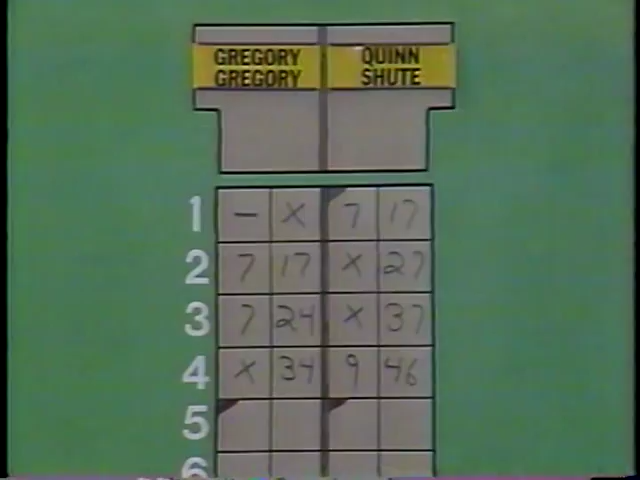 GREGORY GREGORY
QUINN SHUTE
1 - X 7 17
2 7 17 X 27
3 7 24 X 37
4 X 34 9 46
5
6